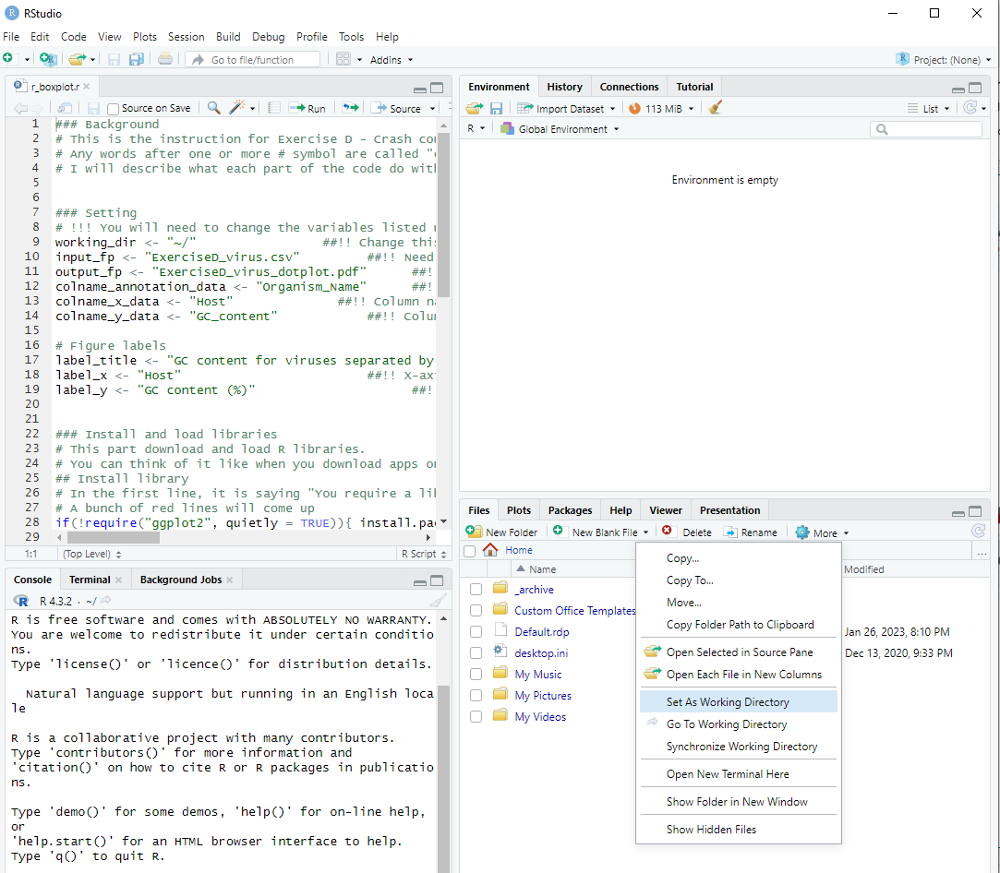 RStudio
File Edit Code View Plots Session Build Debug Profile Tools Help
Go to file/function Addins Project: (None)
r_boxplot.r
Source on Save Run Source
1 ### Background
2 # This is the instruction for Exercise D - Crash cou
3 # Any words after one or more # symbol are called "c
4 # I will describe what each part of the code do with
5
6
7 ### Setting
8 # !!! You will need to change the variables listed u
9 working_dir <- "~/" ##!! Change this
10 input_fp <- "ExerciseD_virus.csv" ##!! Need
11 output_fp <- "ExerciseD_virus_dotplot.pdf" ##!
12 colname_annotation_data <- "Organism_Name" ##!
13 colname_x_data <- "Host" ##!! Column na
14 colname_y_data <- "GC_content" ##!! Colum
15
16 # Figure labels
17 label_title <- "GC content for viruses separated by
18 label_x <- "Host" ##!! X-ax
19 label_y <- "GC content (%)" ##!
20
21
22 ### Install and load libraries
23 # This part download and load R libraries.
24 # You can think of it like when you download apps on
25 ## Install library
26 # In the first line, it is saying "You require a lib
27 # A bunch of red lines will come up
28 if(!require("ggplot2", quietly = TRUE)){ install.pac
29
1:1 (Top Level) R Script
Console Terminal Background Jobs
R 4.3.2 · ~/
R is free software and comes with ABSOLUTELY NO WARRANTY.
You are welcome to redistribute it under certain conditio
ns.
Type 'license()' or 'licence()' for distribution details.
Natural language support but running in an English loca
le
R is a collaborative project with many contributors.
Type 'contributors()' for more information and
'citation()' on how to cite R or R packages in publicatio
ns.
Type 'demo()' for some demos, 'help()' for on-line help,
or
'help.start()' for an HTML browser interface to help.
Type 'q()' to quit R.
Environment History Connections Tutorial
Import Dataset 113 MiB List
R Global Environment
Environment is empty
Files Plots Packages Help Viewer Presentation
New Folder New Blank File Delete Rename More
Home ...
Name Modified
_archive
Custom Office Templates
Default.rdp Jan 26, 2023, 8:10 PM
desktop.ini Dec 13, 2020, 9:33 PM
My Music
My Pictures
My Videos
Copy...
Copy To...
Move...
Copy Folder Path to Clipboard
Open Selected in Source Pane
Open Each File in New Columns
Set As Working Directory
Go To Working Directory
Synchronize Working Directory
Open New Terminal Here
Show Folder in New Window
Show Hidden Files